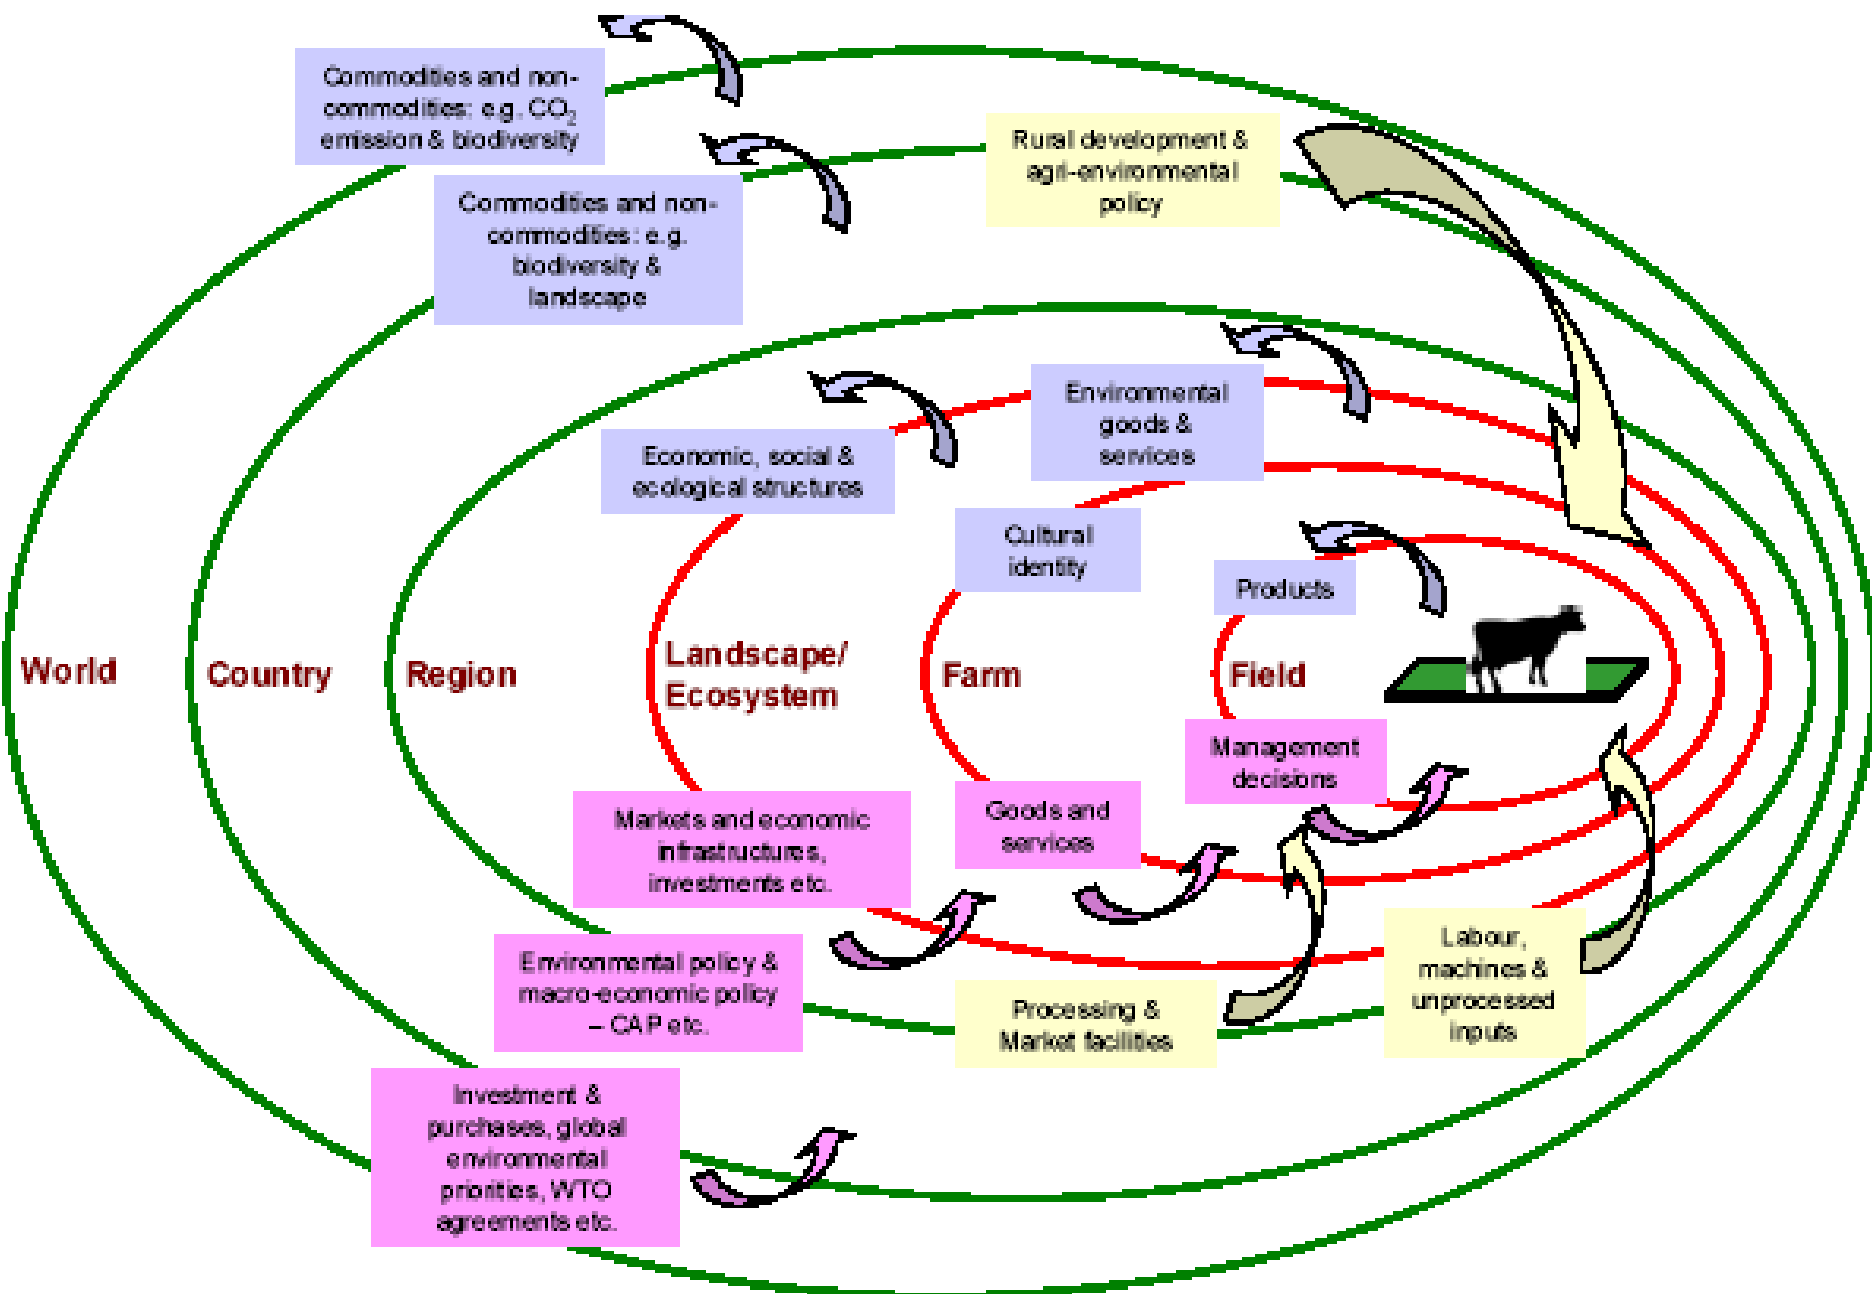 Commodities and non-
commodities: e.g. CO₂
emission & biodiversity
Commodities and non-
commodities: e.g.
biodiversity &
landscape
Rural development &
agri-environmental
policy
Economic, social &
ecological structures
Environmental
goods &
services
Cultural
identity
Products
World
Country
Region
Landscape/
Ecosystem
Farm
Field
Management
decisions
Goods and
services
Markets and economic
infrastructures,
investments etc.
Environmental policy &
macro-economic policy
– CAP etc.
Processing &
Market facilities
Labour,
machines &
unprocessed
inputs
Investment &
purchases, global
environmental
priorities, WTO
agreements etc.